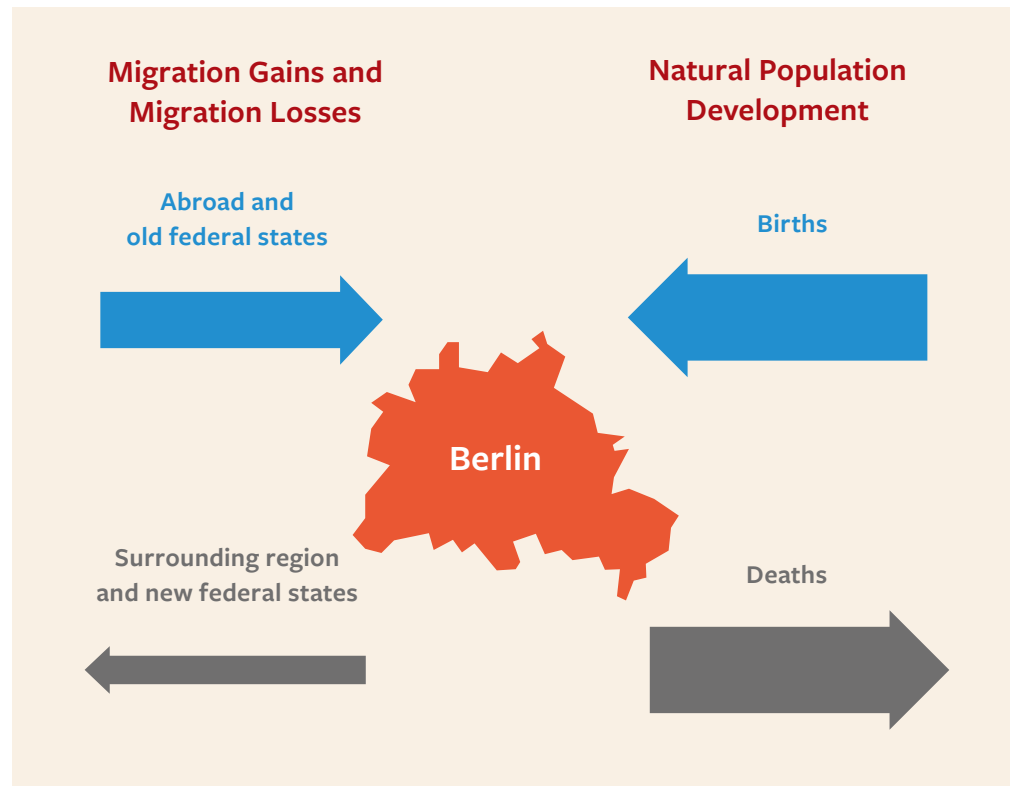 Migration Gains and
Migration Losses
Natural Population
Development
Abroad and
old federal states
Births
Berlin
Surrounding region
and new federal states
Deaths